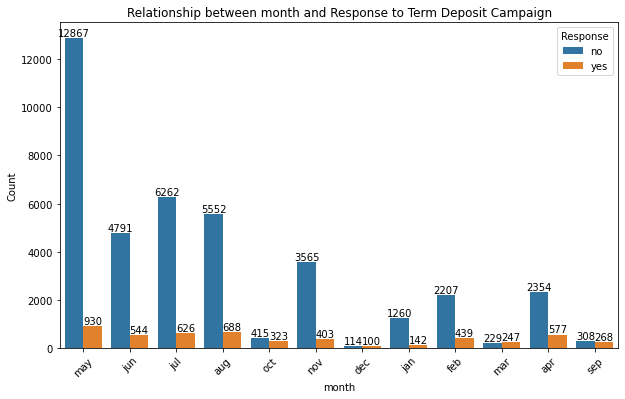 Relationship between month and Response to Term Deposit Campaign
Response
no
yes
Count
12000
10000
8000
6000
4000
2000
0
12867
930
4791
544
6262
626
5552
688
415
323
3565
403
114
100
1260
142
2207
439
229
247
2354
577
308
268
may
jun
jul
aug
oct
nov
dec
jan
feb
mar
apr
sep
month